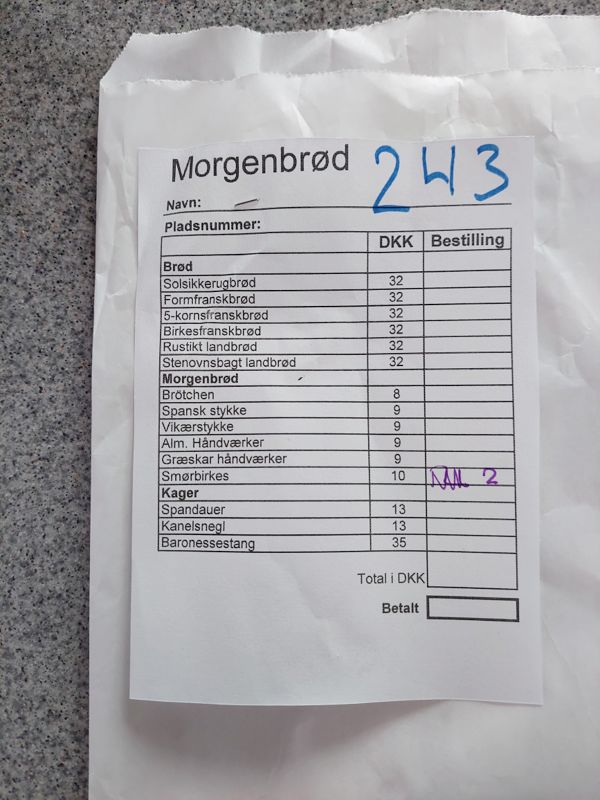 Morgenbrød 243
Navn:
Pladsnummer:
DKK Bestilling
Brød
Solsikkerugbrød 32
Formfranskbrød 32
5-kornsfranskbrød 32
Birkesfranskbrød 32
Rustikt landbrød 32
Stenovnsbagt landbrød 32
Morgenbrød
Brötchen 8
Spansk stykke 9
Vikærstykke 9
Alm. Håndværker 9
Græskar håndværker 9
Smørbirkes 10 2
Kager
Spandauer 13
Kanelsnegl 13
Baronessestang 35
Total i DKK
Betalt